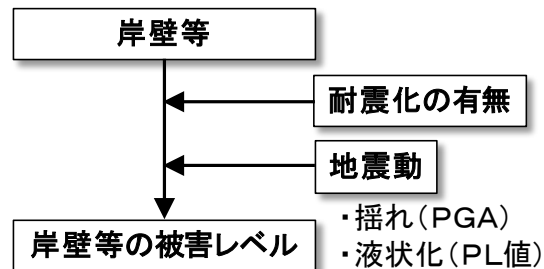 岸壁等
耐震化の有無
地震動
・揺れ(PGA)
・液状化(PL値)
岸壁等の被害レベル